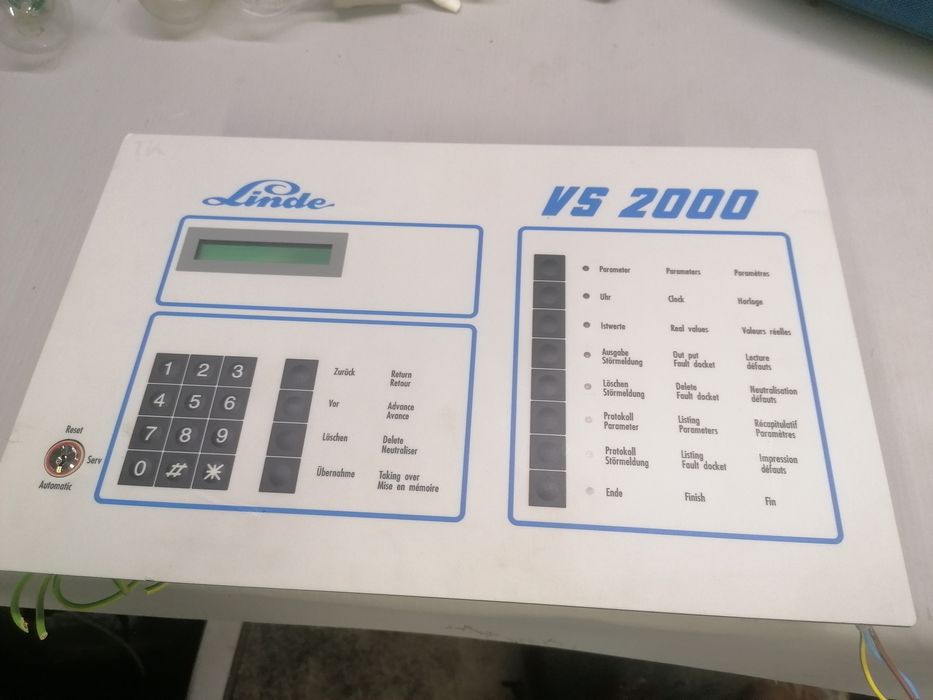 Linde
VS 2000
Parameter Parameters Paramètres
Uhr Clock Horloge
Istwerte Real values Valeurs réelles
Ausgabe Out put Lecture
Störmeldung Fault docket défauts
Löschen Delete Neutralisation
Störmeldung Fault docket défauts
Protokoll Listing Récapitulatif
Parameter Parameters Paramètres
Protokoll Listing Impression
Störmeldung Fault docket défauts
Ende Finish Fin
1 2 3
4 5 6
7 8 9
0 # *
Zurück Return
Retour
Vor Advance
Avance
Löschen Delete
Neutraliser
Übernahme Taking over
Mise en mémoire
Reset
Serv
Automatic